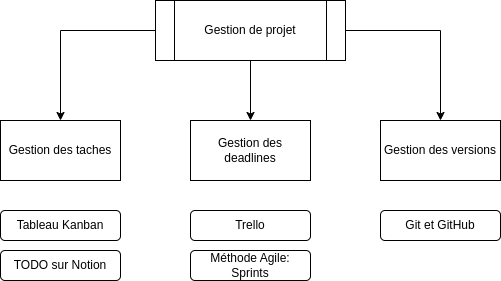 Gestion de projet
Gestion des taches
Gestion des
deadlines
Gestion des versions
Tableau Kanban
Trello
Git et GitHub
TODO sur Notion
Méthode Agile:
Sprints